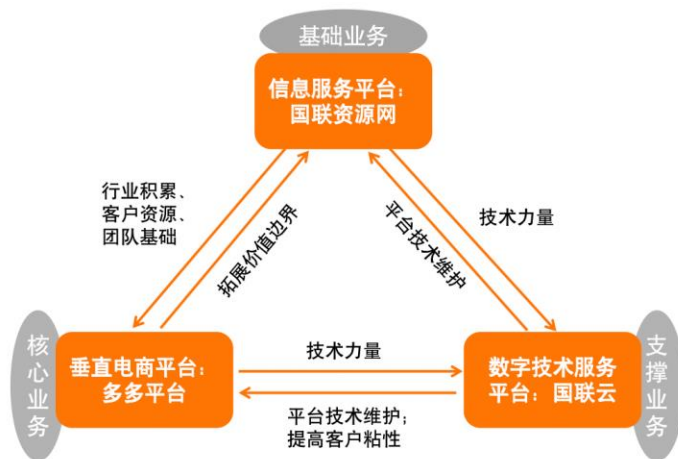 基础业务
信息服务平台：
国联资源网
行业积累、
客户资源、
团队基础
拓展价值边界
平台技术维护
技术力量
核心业务
垂直电商平台：
多多平台
技术力量
平台技术维护；
提高客户粘性
数字技术服务
平台：国联云
支撑业务